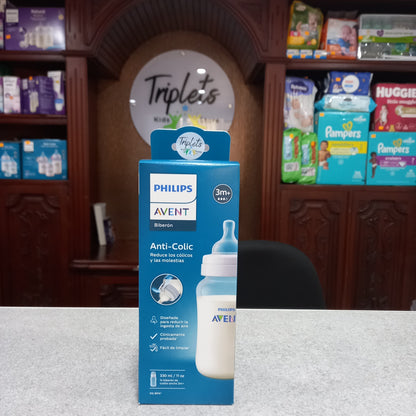 Triplets
Kids Store
HUGGIES
Pampers
Pampers
Triplets
PHILIPS
AVENT
Biberón
3m+
Anti-Colic
Reduce los cólicos
y las molestias
Diseñado
para reducir la
ingesta de aire
Clínicamente
probado
Fácil de limpiar
330 ml / 11 oz
PHILIPS
AVENT